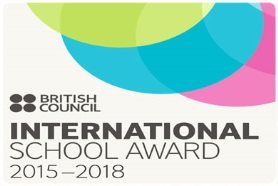 BRITISH
COUNCIL
INTERNATIONAL
SCHOOL AWARD
2015–2018